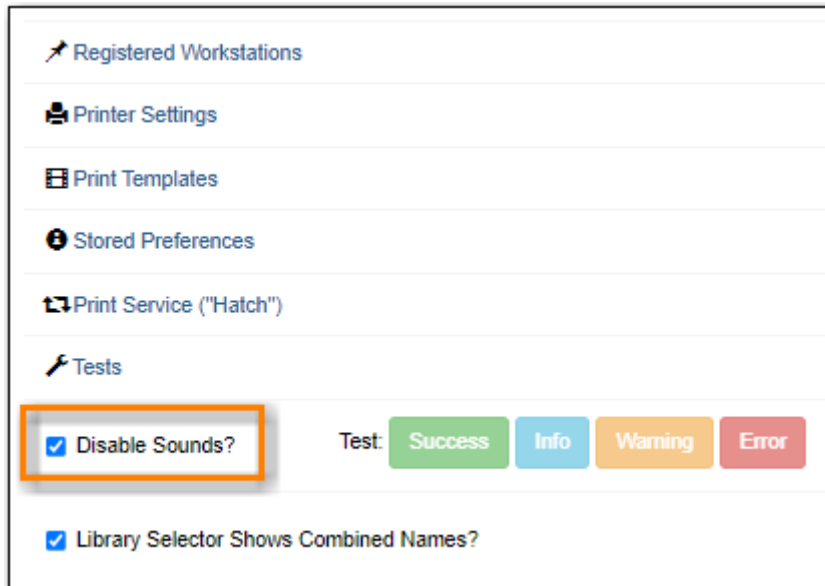 Registered Workstations
Printer Settings
Print Templates
Stored Preferences
Print Service ("Hatch")
Tests
Disable Sounds? Test: Success Info Warning Error
Library Selector Shows Combined Names?